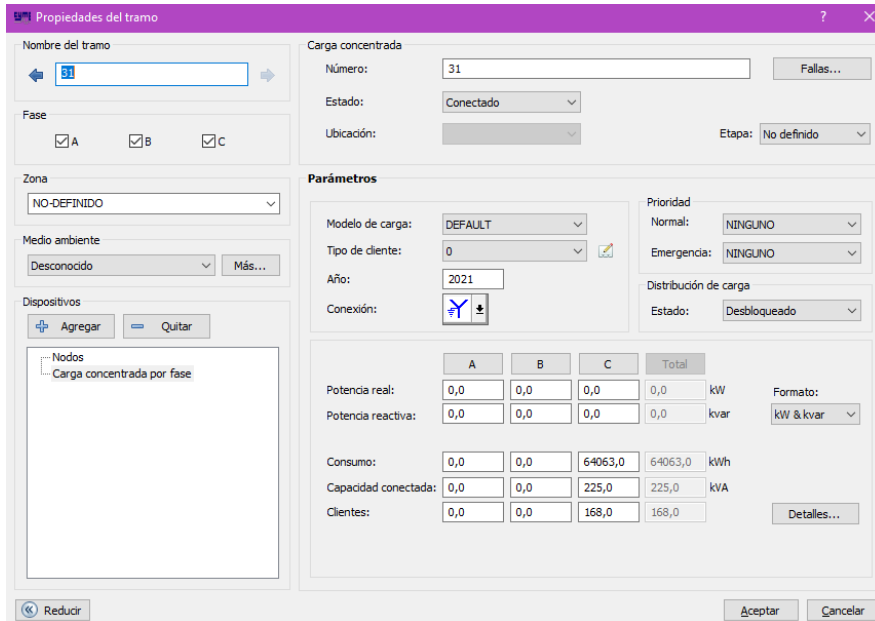 Propiedades del tramo
Nombre del tramo
31
Fase
A B C
Zona
NO-DEFINIDO
Medio ambiente
Desconocido Más...
Dispositivos
Agregar Quitar
Nodos
Carga concentrada por fase
Reducir
Carga concentrada
Número: 31 Fallas...
Estado: Conectado
Ubicación: Etapa: No definido
Parámetros
Modelo de carga: DEFAULT
Tipo de cliente: 0
Año: 2021
Conexión:
Prioridad
Normal: NINGUNO
Emergencia: NINGUNO
Distribución de carga
Estado: Desbloqueado
A B C Total
Potencia real: 0,0 0,0 0,0 0,0 kW Formato:
Potencia reactiva: 0,0 0,0 0,0 0,0 kvar kW & kvar
Consumo: 0,0 0,0 64063,0 64063,0 kWh
Capacidad conectada: 0,0 0,0 225,0 225,0 kVA
Clientes: 0,0 0,0 168,0 168,0 Detalles...
Aceptar Cancelar